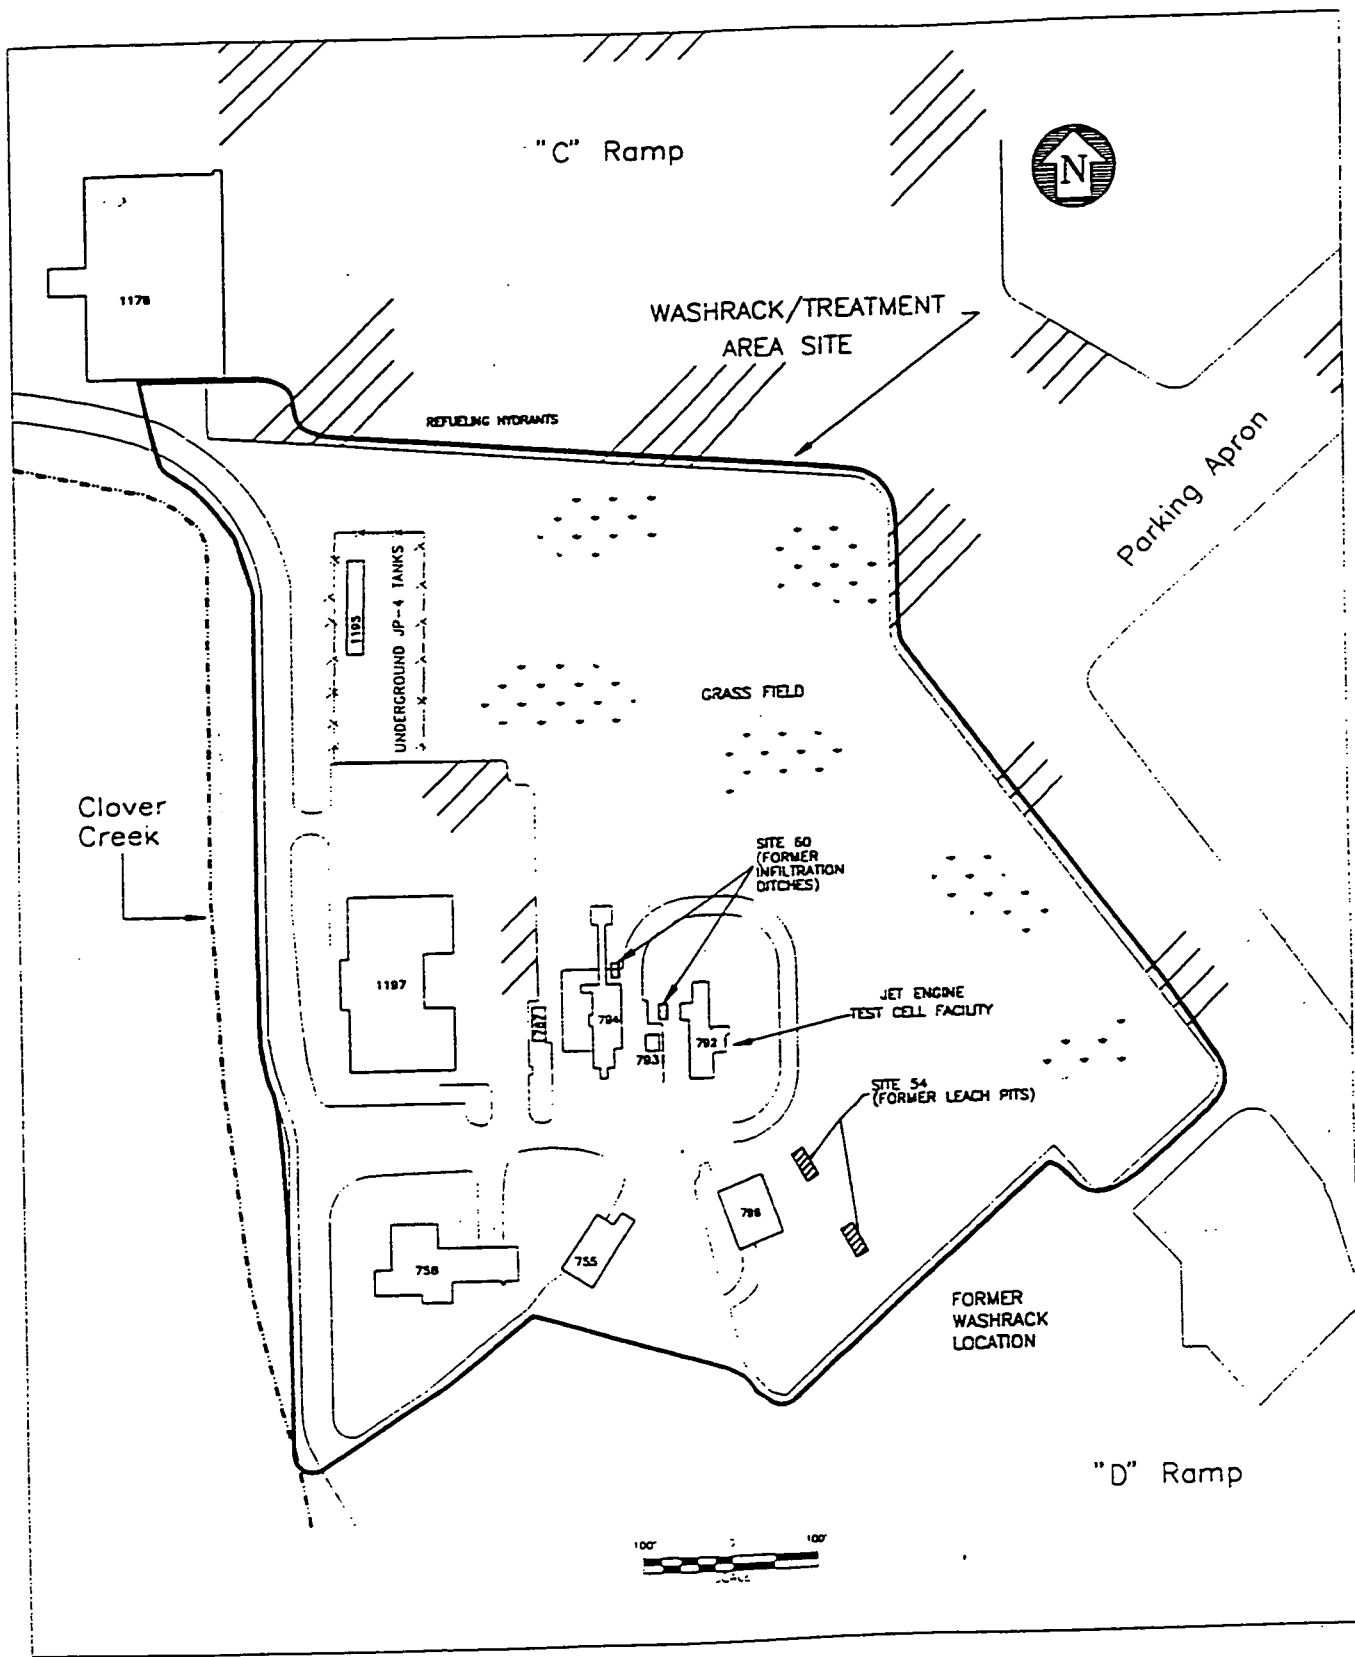 "C" Ramp
N
1178
WASHRACK/TREATMENT
AREA SITE
REFUELING HYDRANTS
Parking Apron
1195
UNDERGROUND JP-4 TANKS
GRASS FIELD
Clover
Creek
SITE 60
(FORMER
INFILTRATION
DITCHES)
1197
787
794
793
792
JET ENGINE
TEST CELL FACILITY
SITE 54
(FORMER LEACH PITS)
796
755
758
FORMER
WASHRACK
LOCATION
"D" Ramp
100' 100'